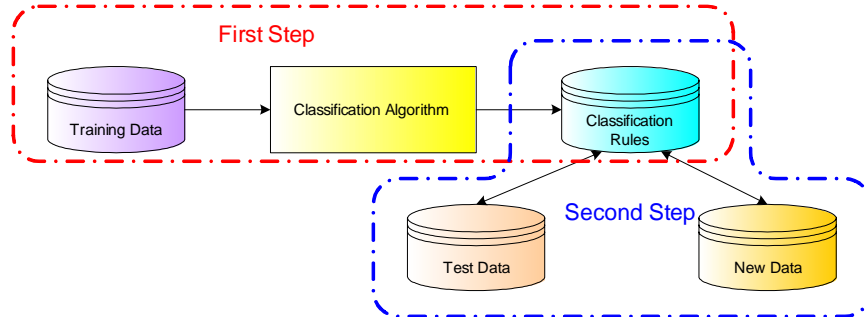 First Step
Training Data
Classification Algorithm
Classification
Rules
Second Step
Test Data
New Data